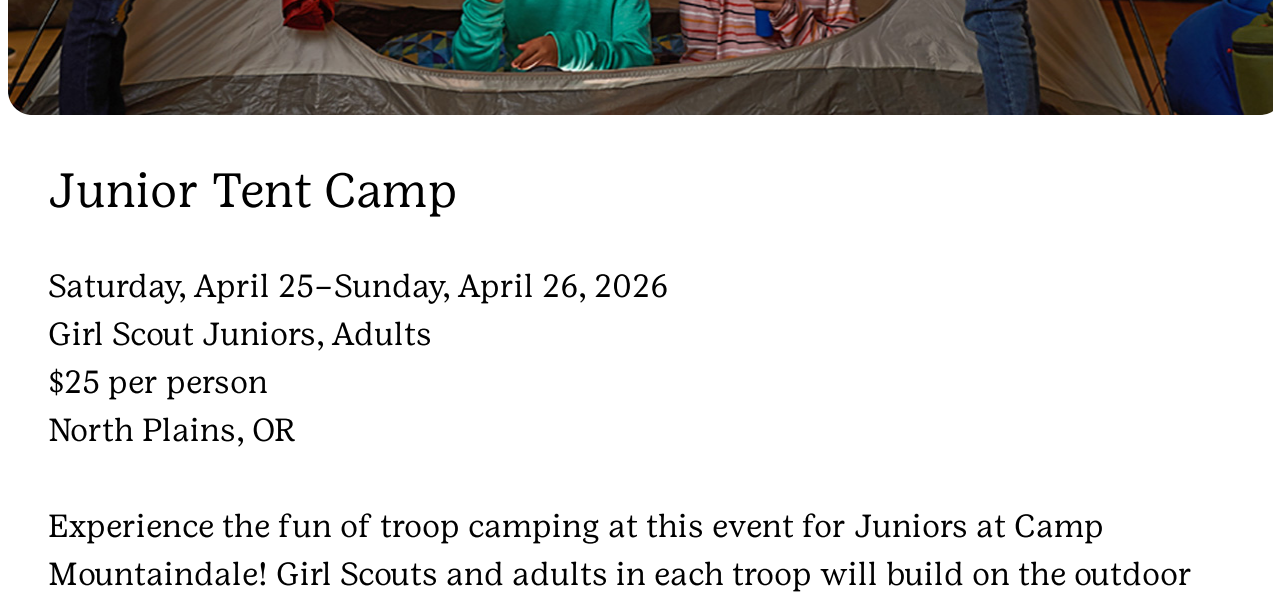 Junior Tent Camp
Saturday, April 25–Sunday, April 26, 2026
Girl Scout Juniors, Adults
$25 per person
North Plains, OR
Experience the fun of troop camping at this event for Juniors at Camp
Mountaindale! Girl Scouts and adults in each troop will build on the outdoor